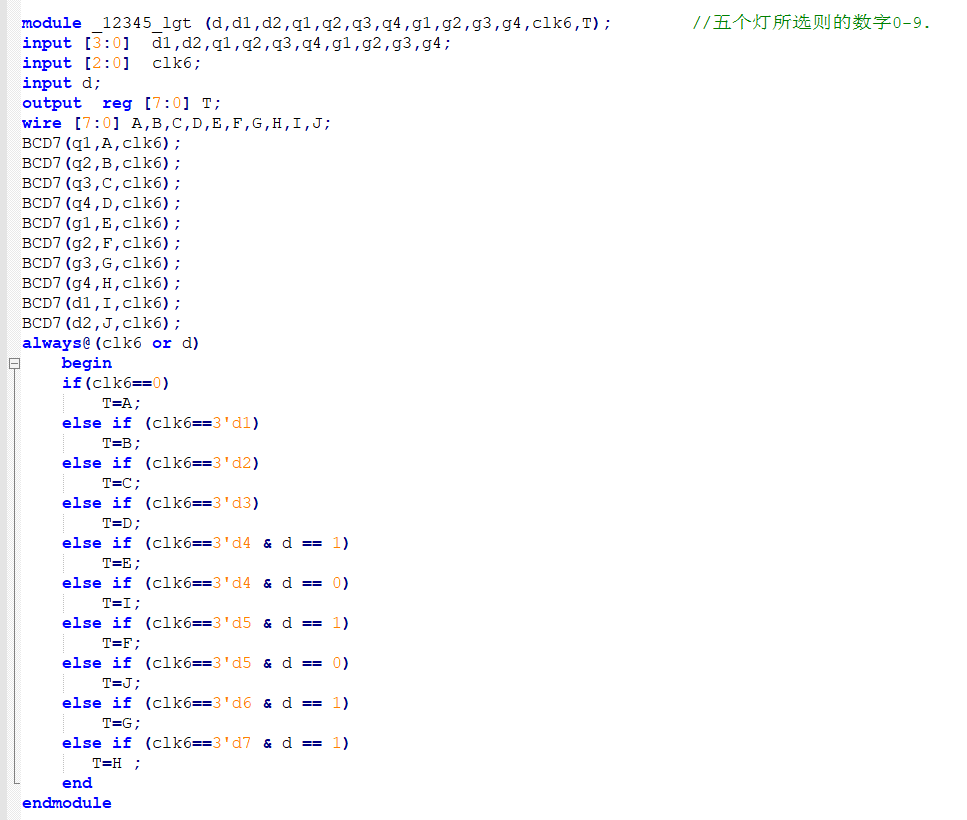 module _12345_lgt (d,d1,d2,q1,q2,q3,q4,g1,g2,g3,g4,clk6,T);        //五个灯所选则的数字0-9.
input [3:0]  d1,d2,q1,q2,q3,q4,g1,g2,g3,g4;
input [2:0]  clk6;
input d;
output  reg [7:0] T;
wire [7:0] A,B,C,D,E,F,G,H,I,J;
BCD7(q1,A,clk6);
BCD7(q2,B,clk6);
BCD7(q3,C,clk6);
BCD7(q4,D,clk6);
BCD7(g1,E,clk6);
BCD7(g2,F,clk6);
BCD7(g3,G,clk6);
BCD7(g4,H,clk6);
BCD7(d1,I,clk6);
BCD7(d2,J,clk6);
always@(clk6 or d)
    begin
    if(clk6==0)
        T=A;
    else if (clk6==3'd1)
        T=B;
    else if (clk6==3'd2)
        T=C;
    else if (clk6==3'd3)
        T=D;
    else if (clk6==3'd4 & d == 1)
        T=E;
    else if (clk6==3'd4 & d == 0)
        T=I;
    else if (clk6==3'd5 & d == 1)
        T=F;
    else if (clk6==3'd5 & d == 0)
        T=J;
    else if (clk6==3'd6 & d == 1)
        T=G;
    else if (clk6==3'd7 & d == 1)
       T=H ;
    end
endmodule